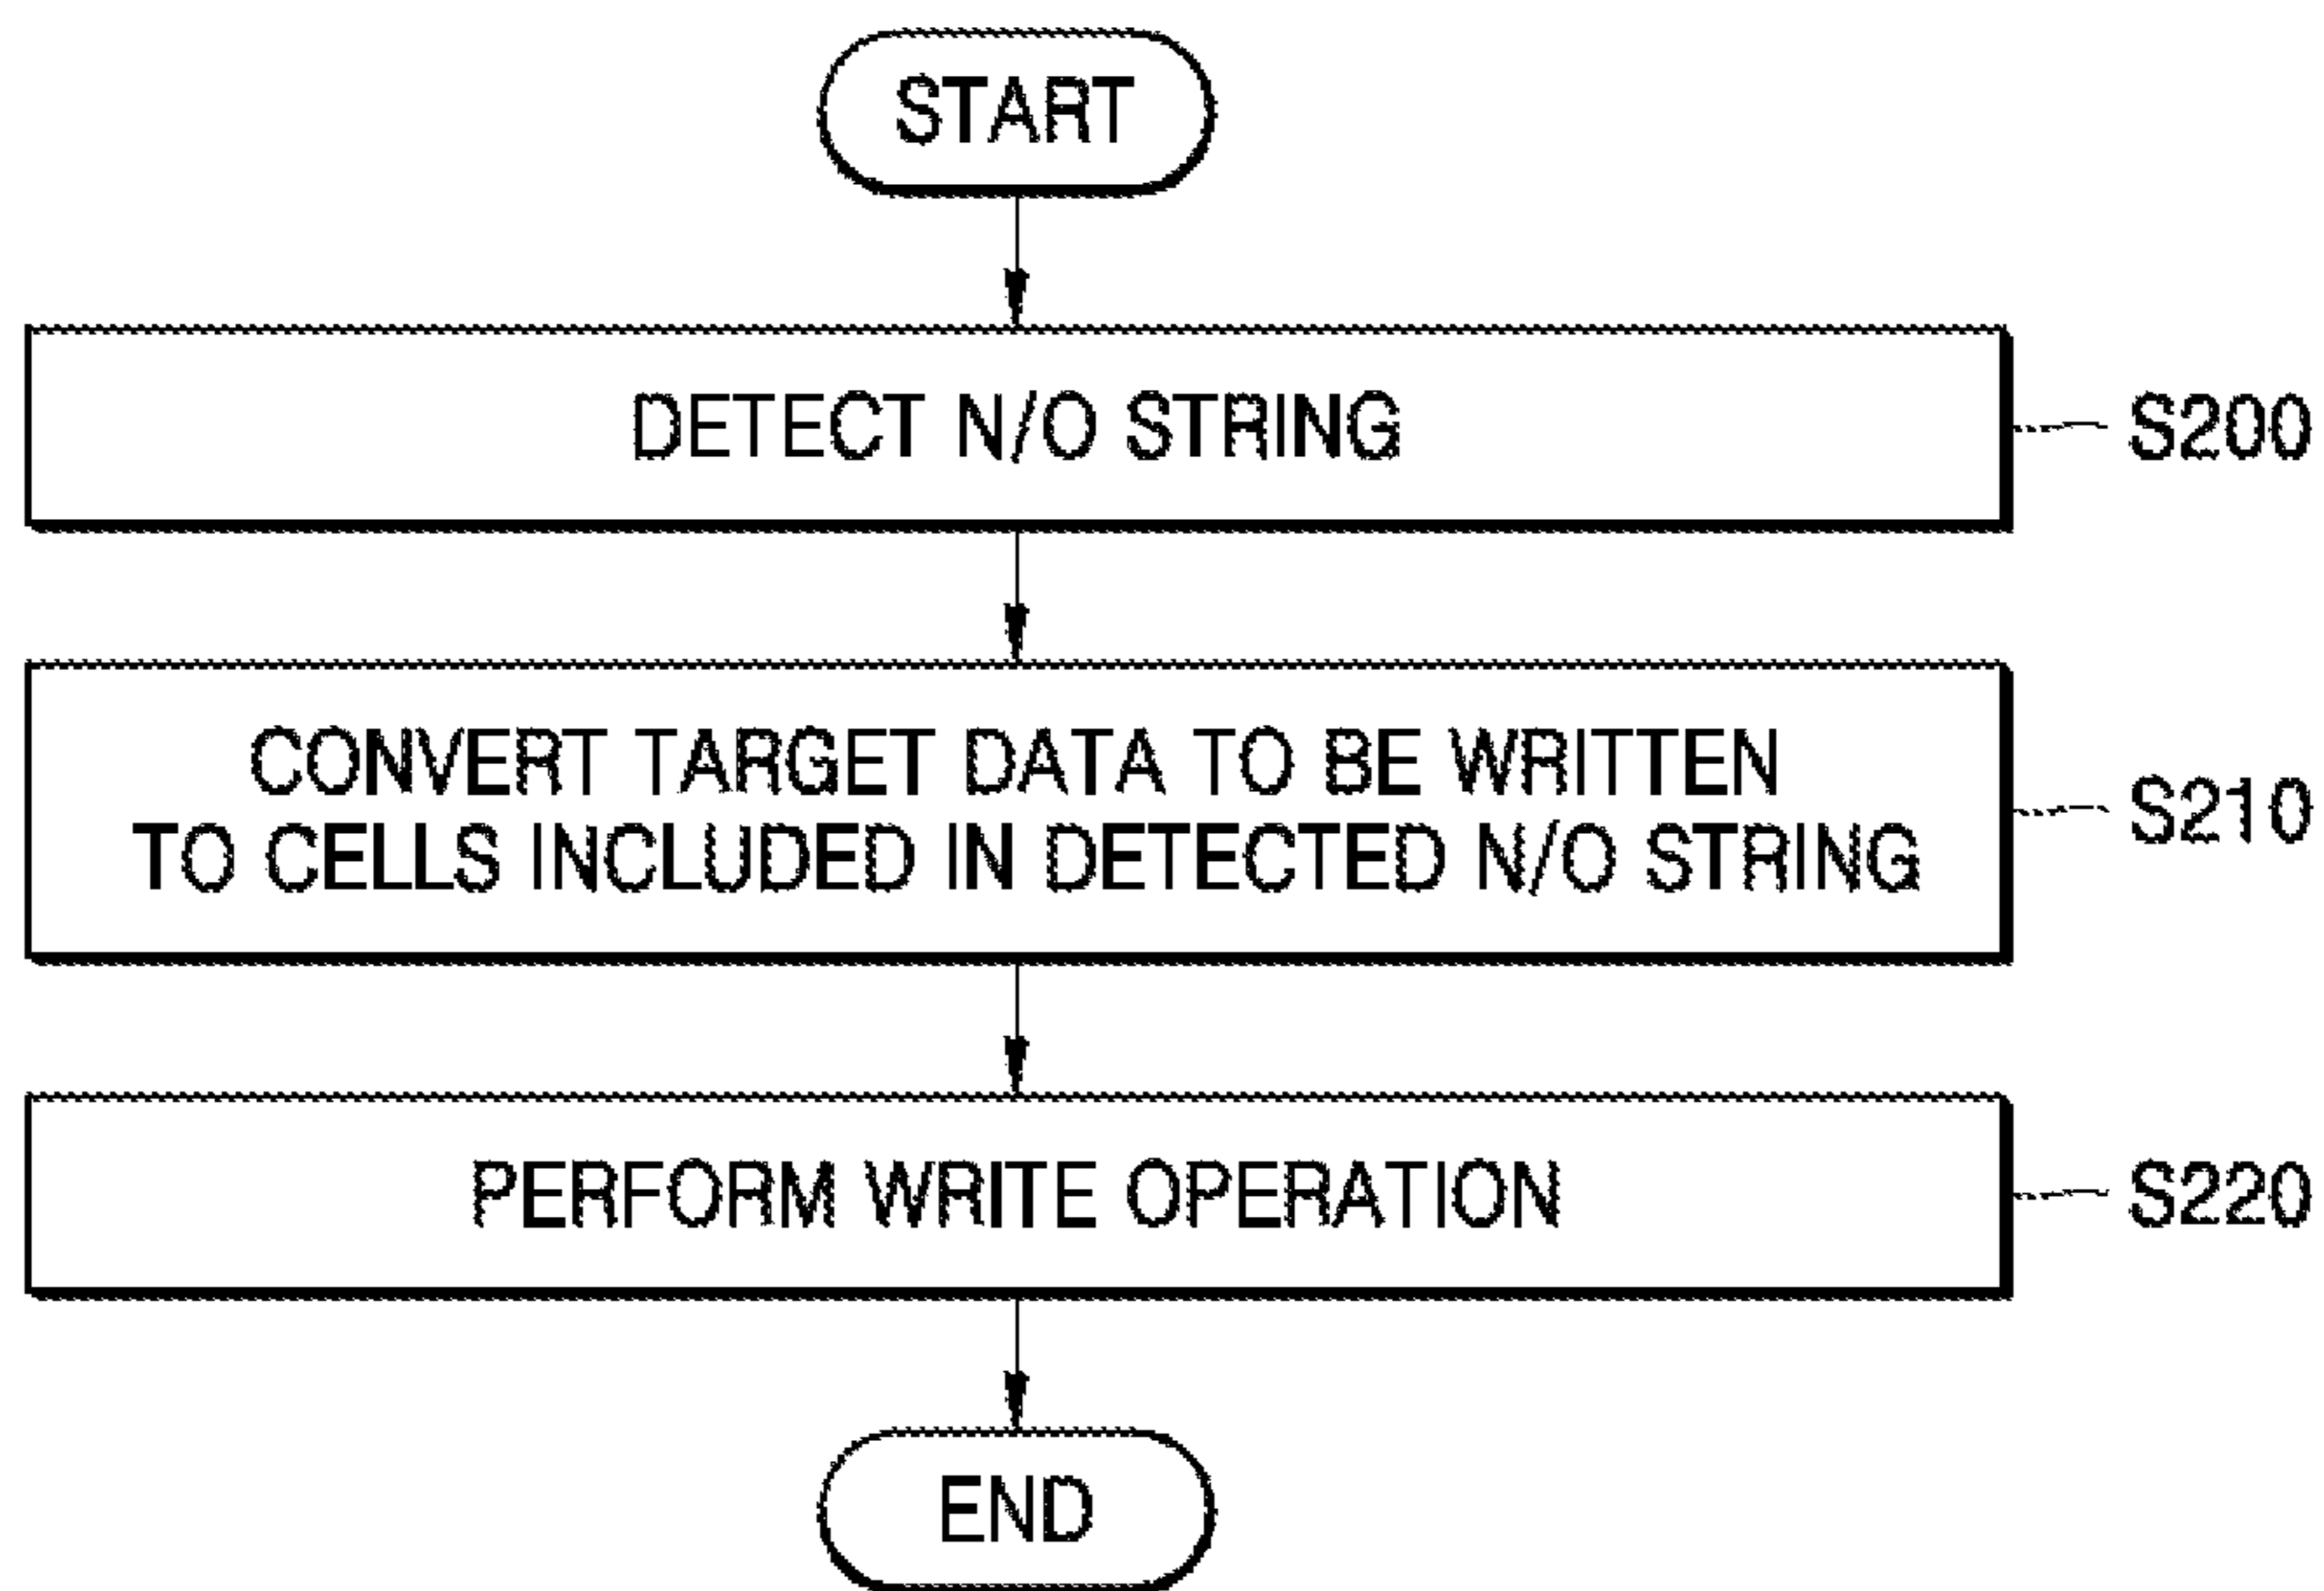 START
DETECT N/O STRING
S200
CONVERT TARGET DATA TO BE WRITTEN
TO CELLS INCLUDED IN DETECTED N/O STRING
S210
PERFORM WRITE OPERATION
S220
END